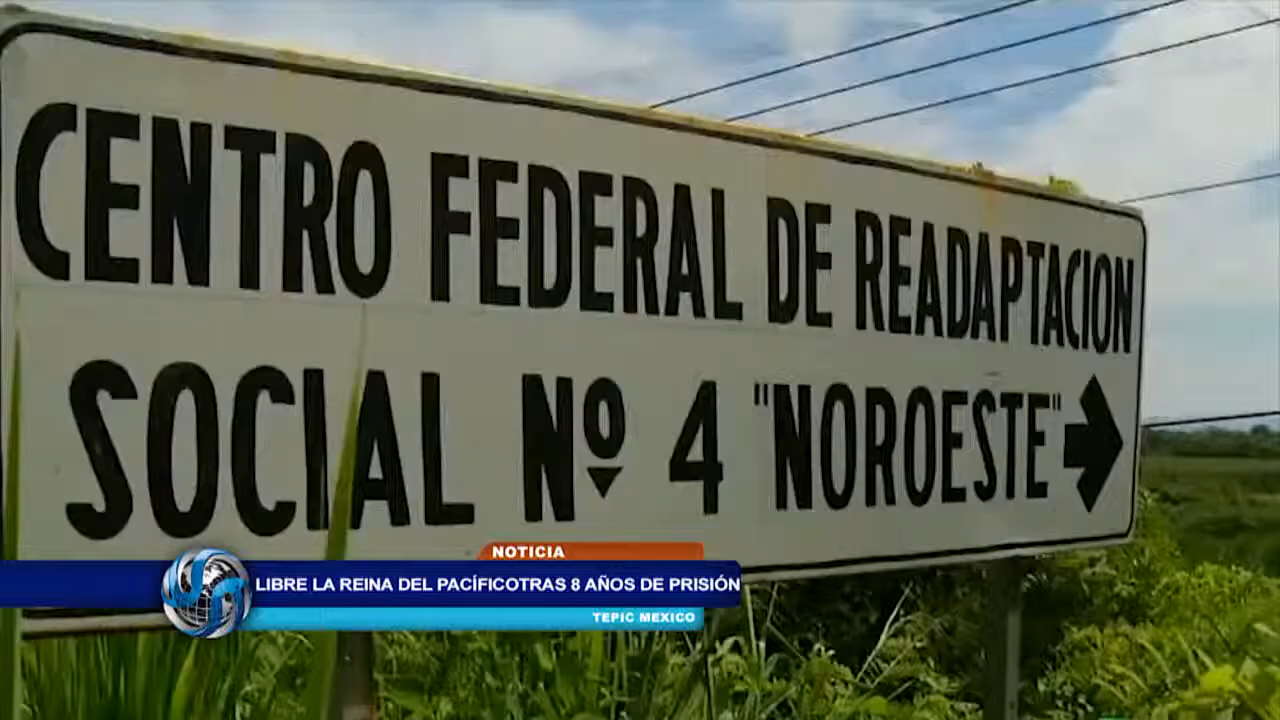 CENTRO FEDERAL DE READAPTACION
SOCIAL Nº 4 "NOROESTE"
NOTICIA
LIBRE LA REINA DEL PACÍFICOTRAS 8 AÑOS DE PRISIÓN
TEPIC MEXICO